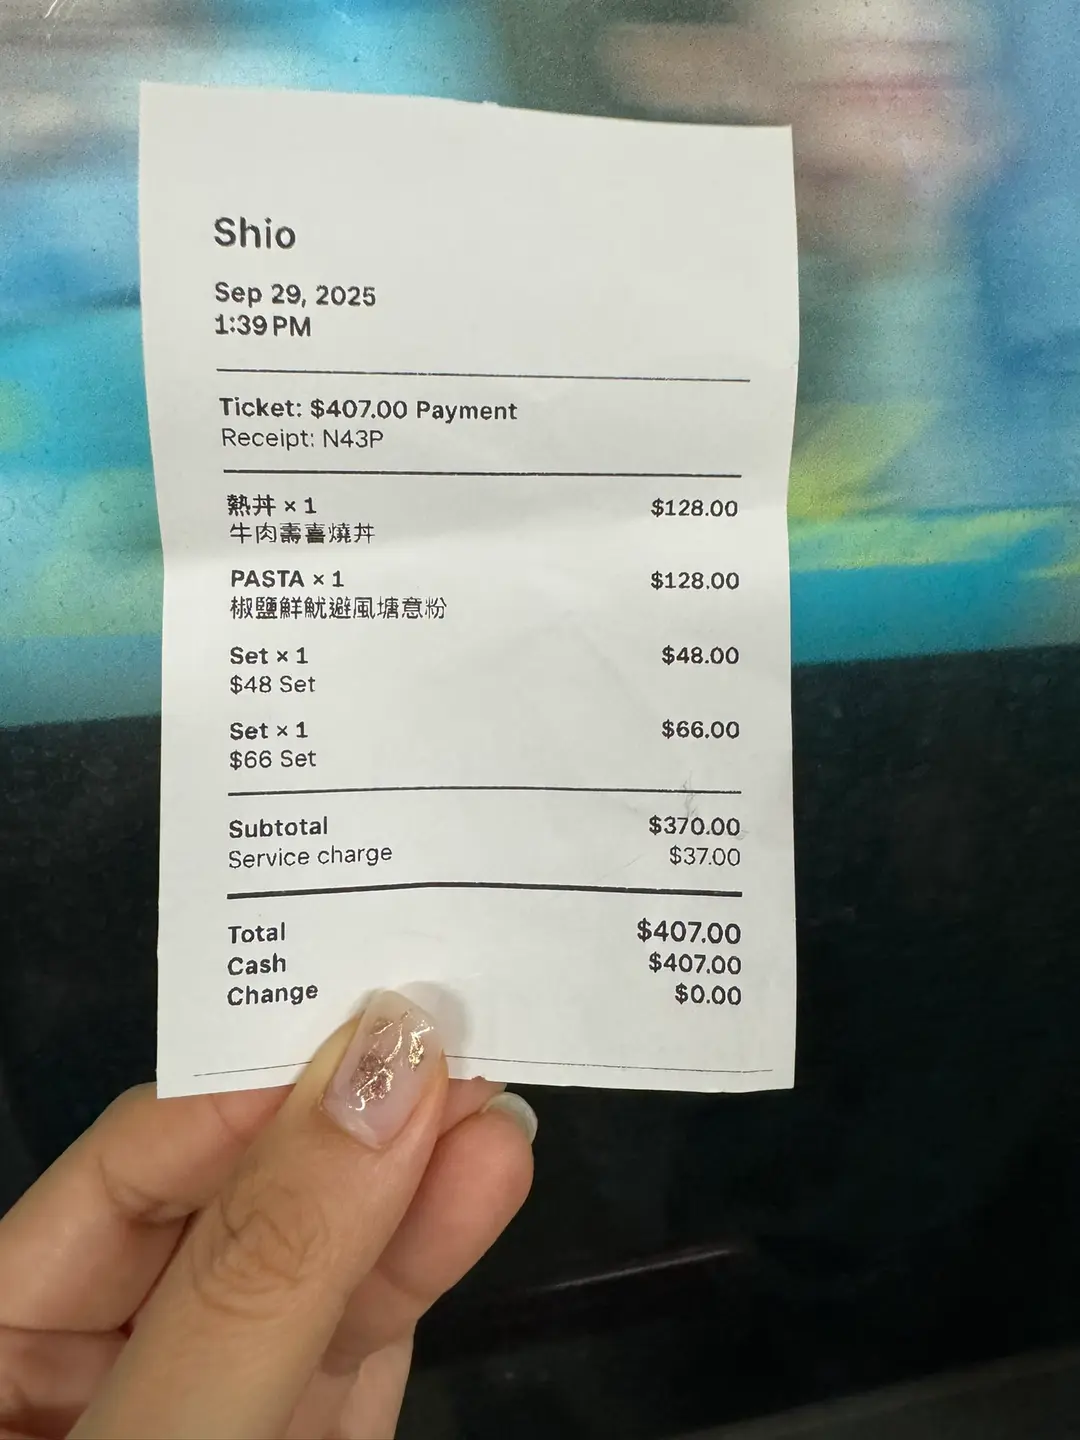 Shio
Sep 29, 2025
1:39 PM
Ticket: $407.00 Payment
Receipt: N43P
熱丼 × 1 $128.00
牛肉壽喜燒丼
PASTA × 1 $128.00
椒鹽鮮魷避風塘意粉
Set × 1 $48.00
$48 Set
Set × 1 $66.00
$66 Set
Subtotal $370.00
Service charge $37.00
Total $407.00
Cash $407.00
Change $0.00